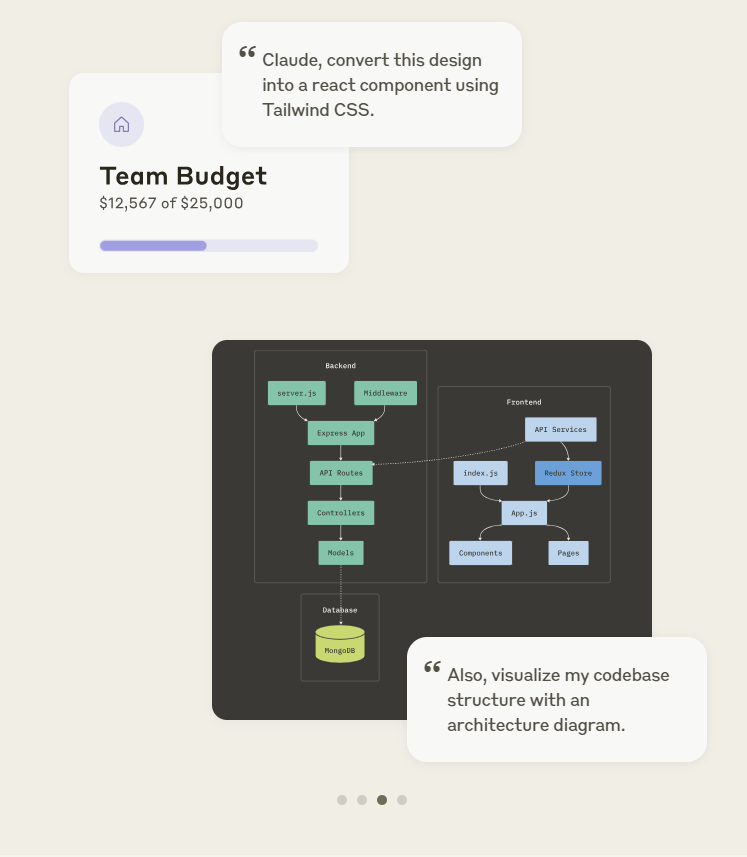 “ Claude, convert this design
into a react component using
Tailwind CSS.
Team Budget
$12,567 of $25,000
Backend
server.js
Middleware
Express App
API Routes
Controllers
Models
Frontend
API Services
index.js
Redux Store
App.js
Components
Pages
Database
MongoDB
“ Also, visualize my codebase
structure with an
architecture diagram.